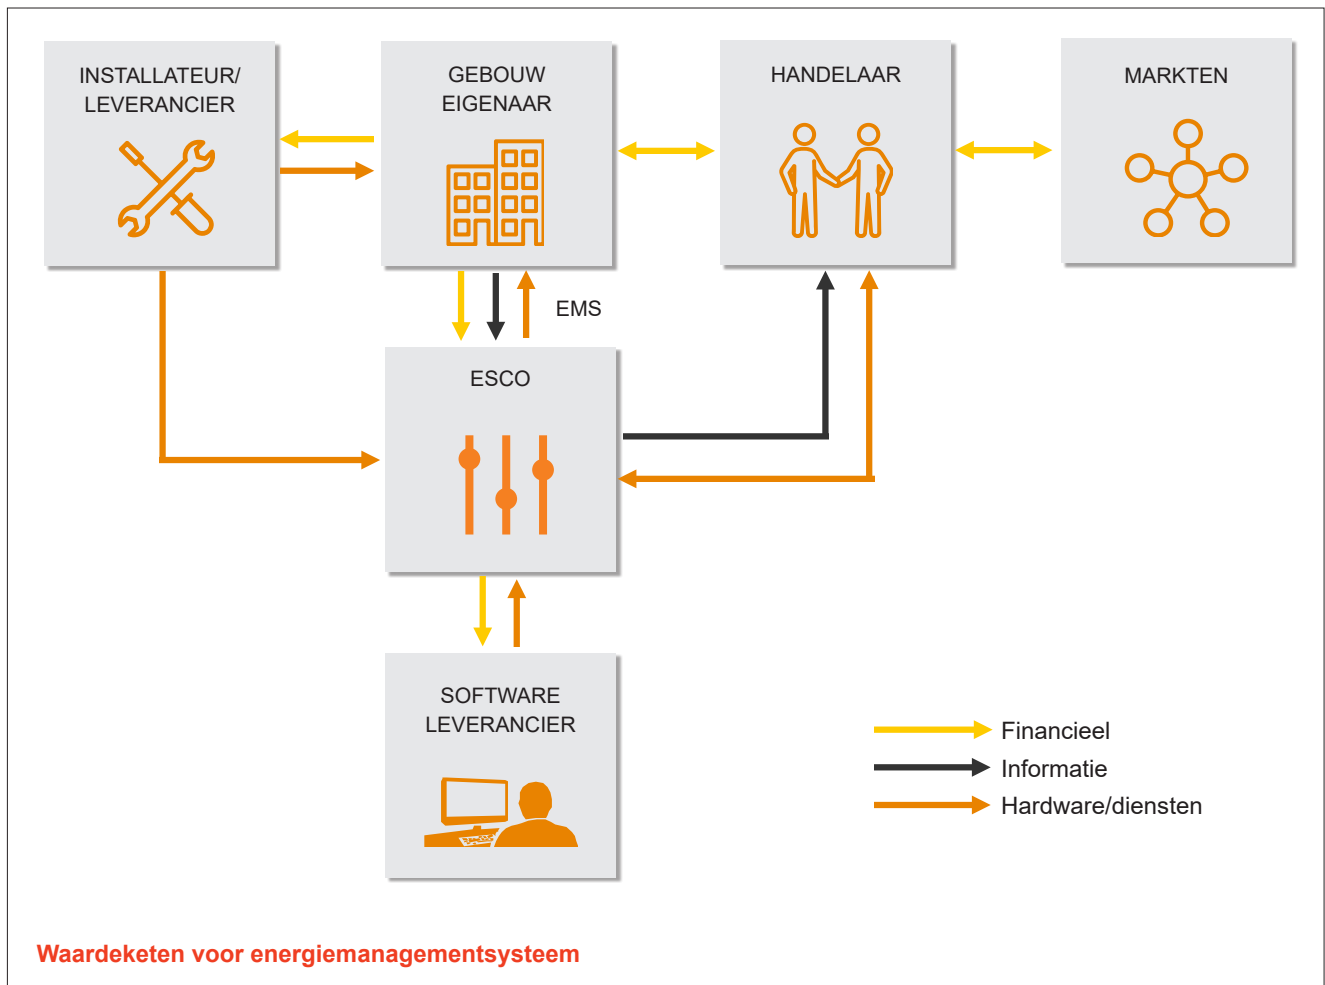 INSTALLATEUR/
LEVERANCIER
GEBOUW
EIGENAAR
HANDELAAR
MARKTEN
EMS
ESCO
SOFTWARE
LEVERANCIER
Financieel
Informatie
Hardware/diensten
Waardeketen voor energiemanagementsysteem